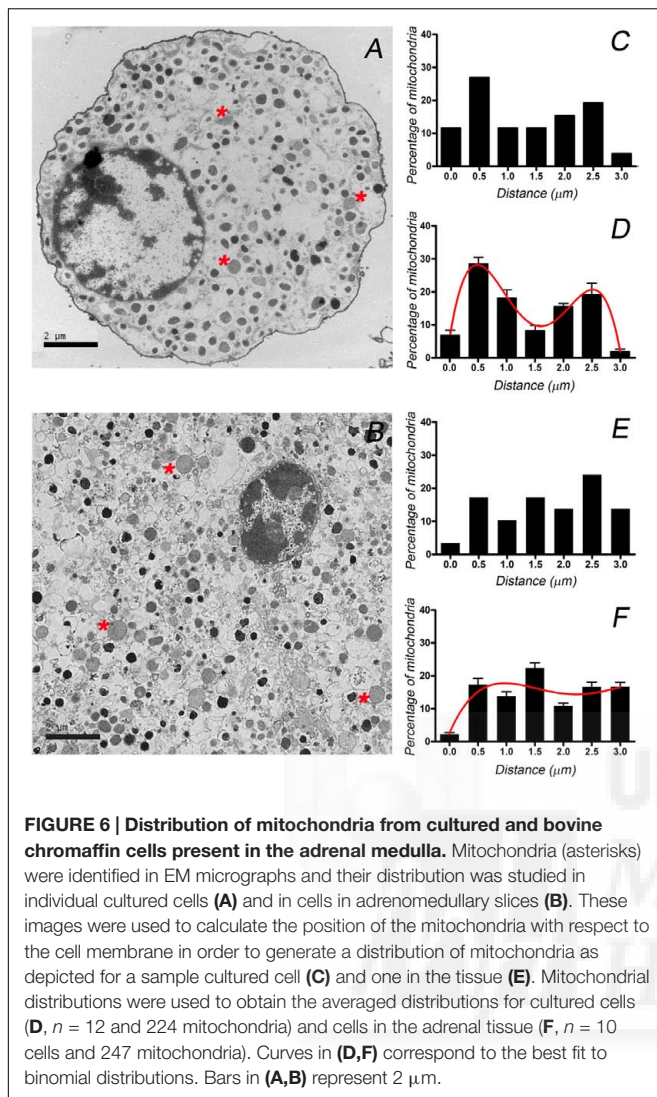 A
2 μm
C
Percentage of mitochondria
40
30
20
10
0
0.0 0.5 1.0 1.5 2.0 2.5 3.0
Distance (μm)
D
Percentage of mitochondria
40
30
20
10
0
0.0 0.5 1.0 1.5 2.0 2.5 3.0
Distance (μm)
B
E
Percentage of mitochondria
40
30
20
10
0
0.0 0.5 1.0 1.5 2.0 2.5 3.0
Distance (μm)
F
Percentage of mitochondria
40
30
20
10
0
0.0 0.5 1.0 1.5 2.0 2.5 3.0
Distance (μm)
FIGURE 6 | Distribution of mitochondria from cultured and bovine
chromaffin cells present in the adrenal medulla. Mitochondria (asterisks)
were identified in EM micrographs and their distribution was studied in
individual cultured cells (A) and in cells in adrenomedullary slices (B). These
images were used to calculate the position of the mitochondria with respect to
the cell membrane in order to generate a distribution of mitochondria as
depicted for a sample cultured cell (C) and one in the tissue (E). Mitochondrial
distributions were used to obtain the averaged distributions for cultured cells
(D, n = 12 and 224 mitochondria) and cells in the adrenal tissue (F, n = 10
cells and 247 mitochondria). Curves in (D,F) correspond to the best fit to
binomial distributions. Bars in (A,B) represent 2 μm.